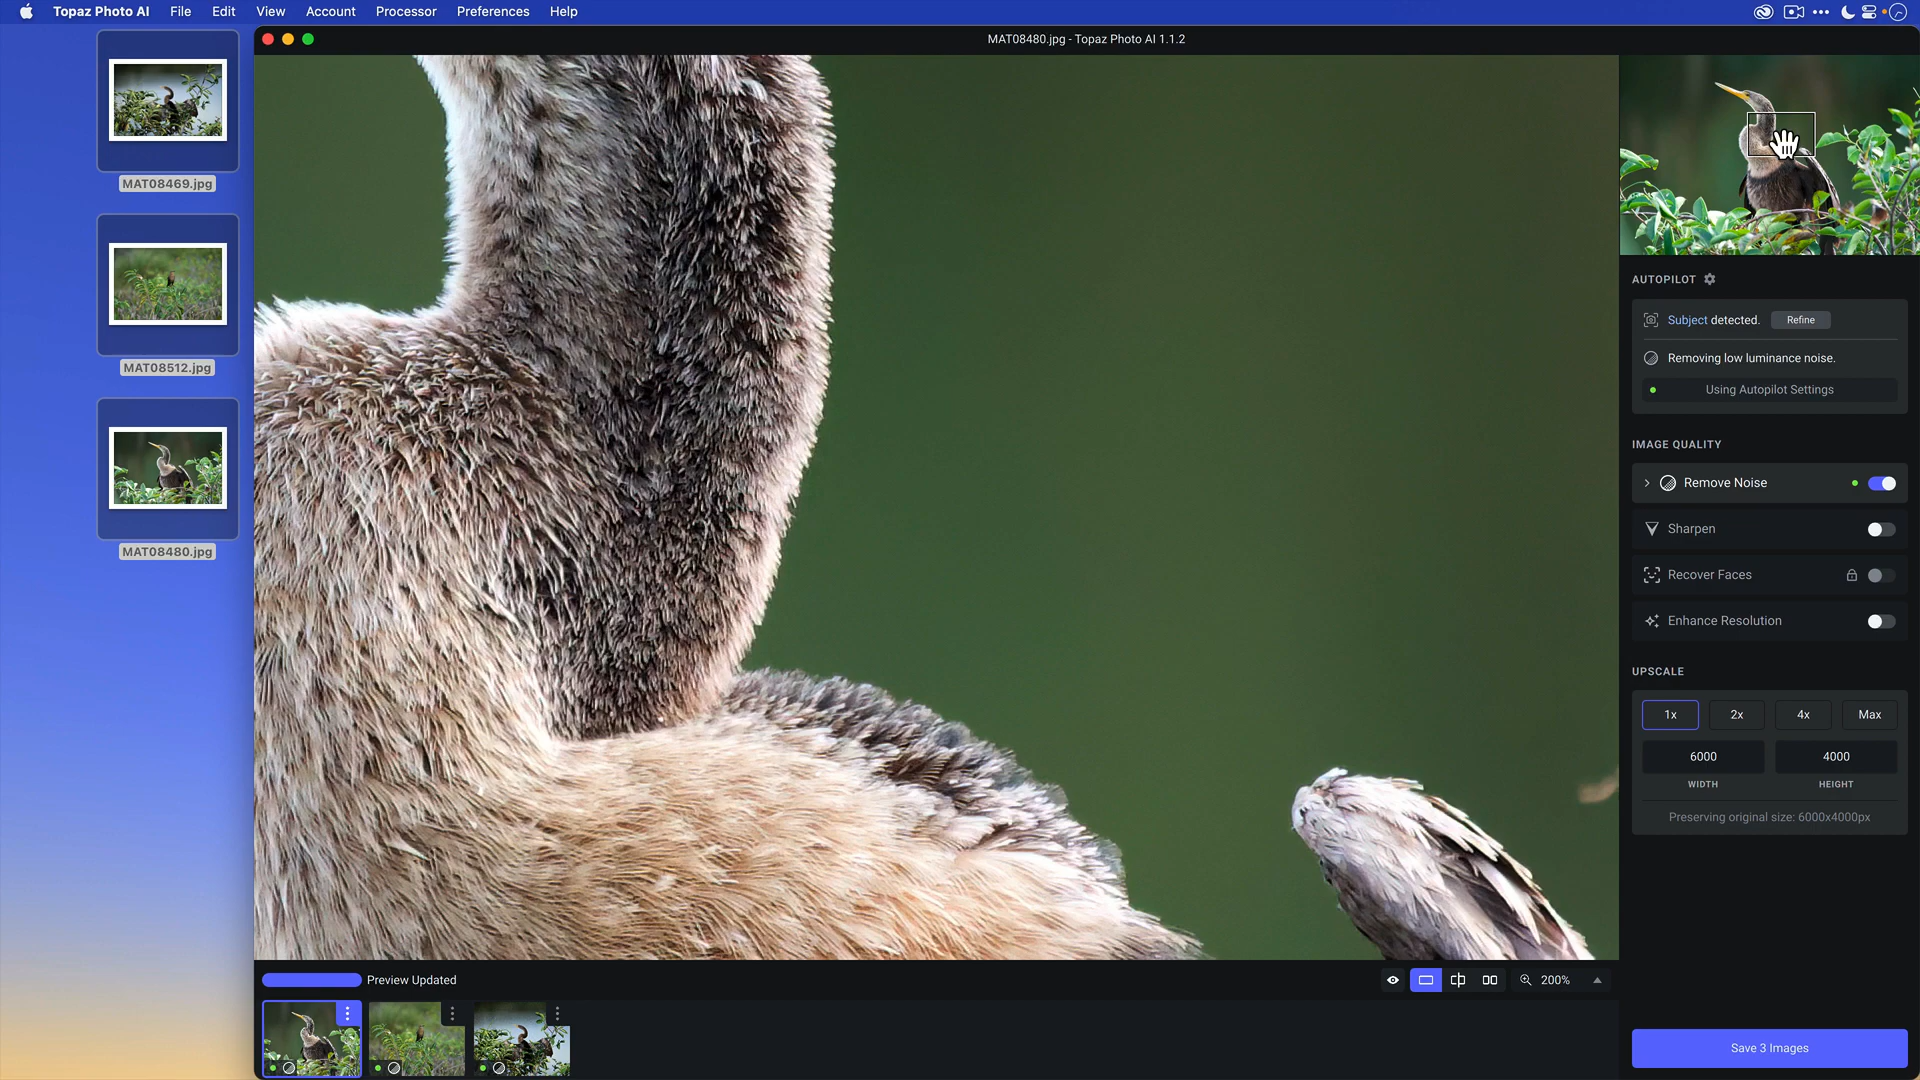 Topaz Photo AI File Edit View Account Processor Preferences Help
MAT08469.jpg
MAT08512.jpg
MAT08480.jpg
MAT08480.jpg - Topaz Photo AI 1.1.2
AUTOPILOT
Subject detected. Refine
Removing low luminance noise.
Using Autopilot Settings
IMAGE QUALITY
Remove Noise
Sharpen
Recover Faces
Enhance Resolution
UPSCALE
1x 2x 4x Max
6000 4000
WIDTH HEIGHT
Preserving original size: 6000x4000px
Preview Updated
200%
Save 3 Images